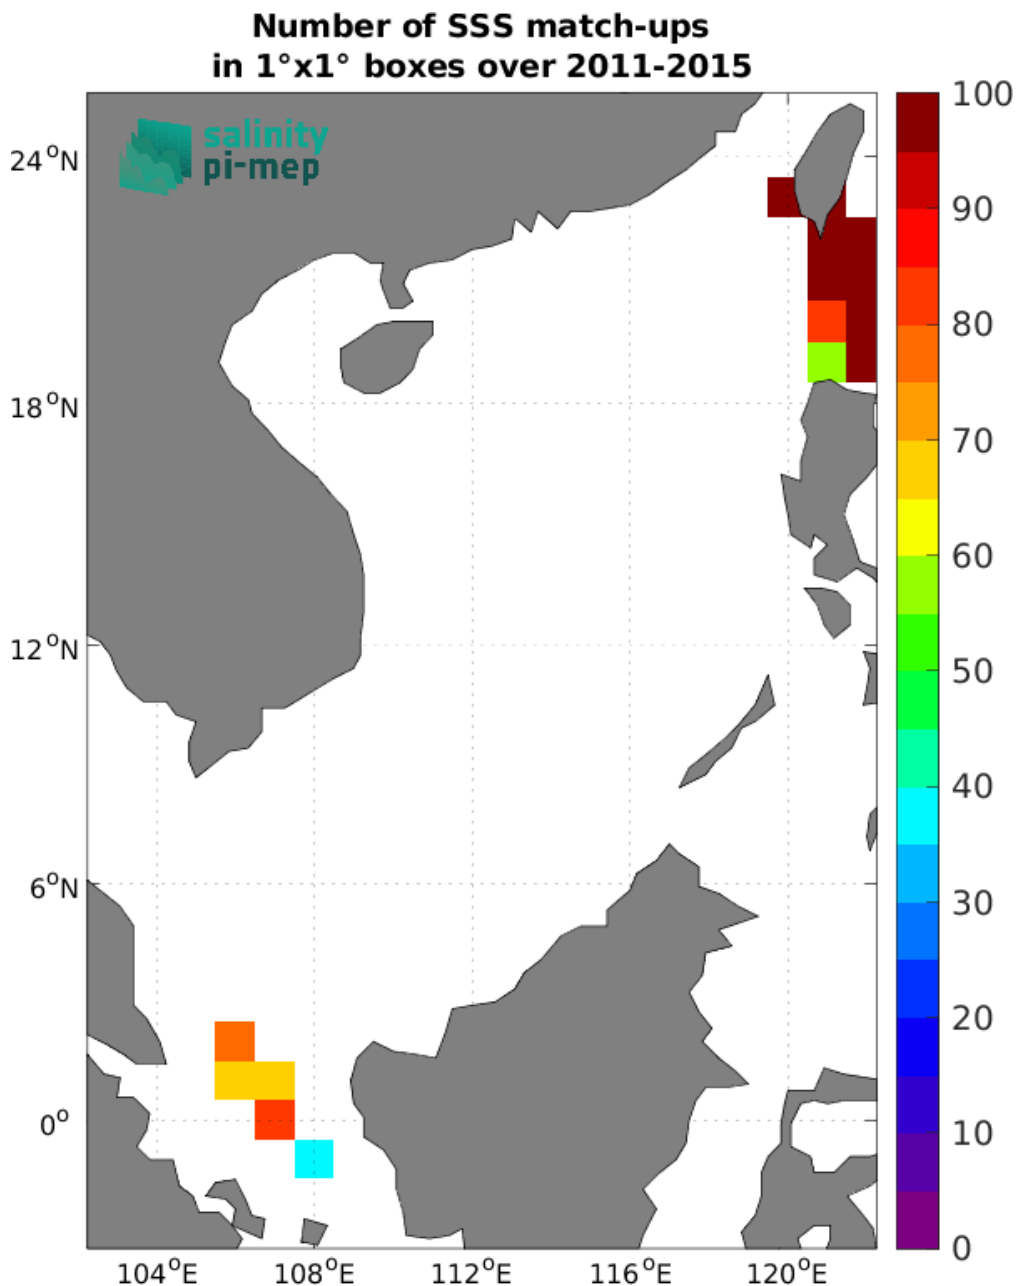 Number of SSS match-ups
in 1°x1° boxes over 2011-2015
salinity
pi-mep
24°N
18°N
12°N
6°N
0°
104°E 108°E 112°E 116°E 120°E
100
90
80
70
60
50
40
30
20
10
0